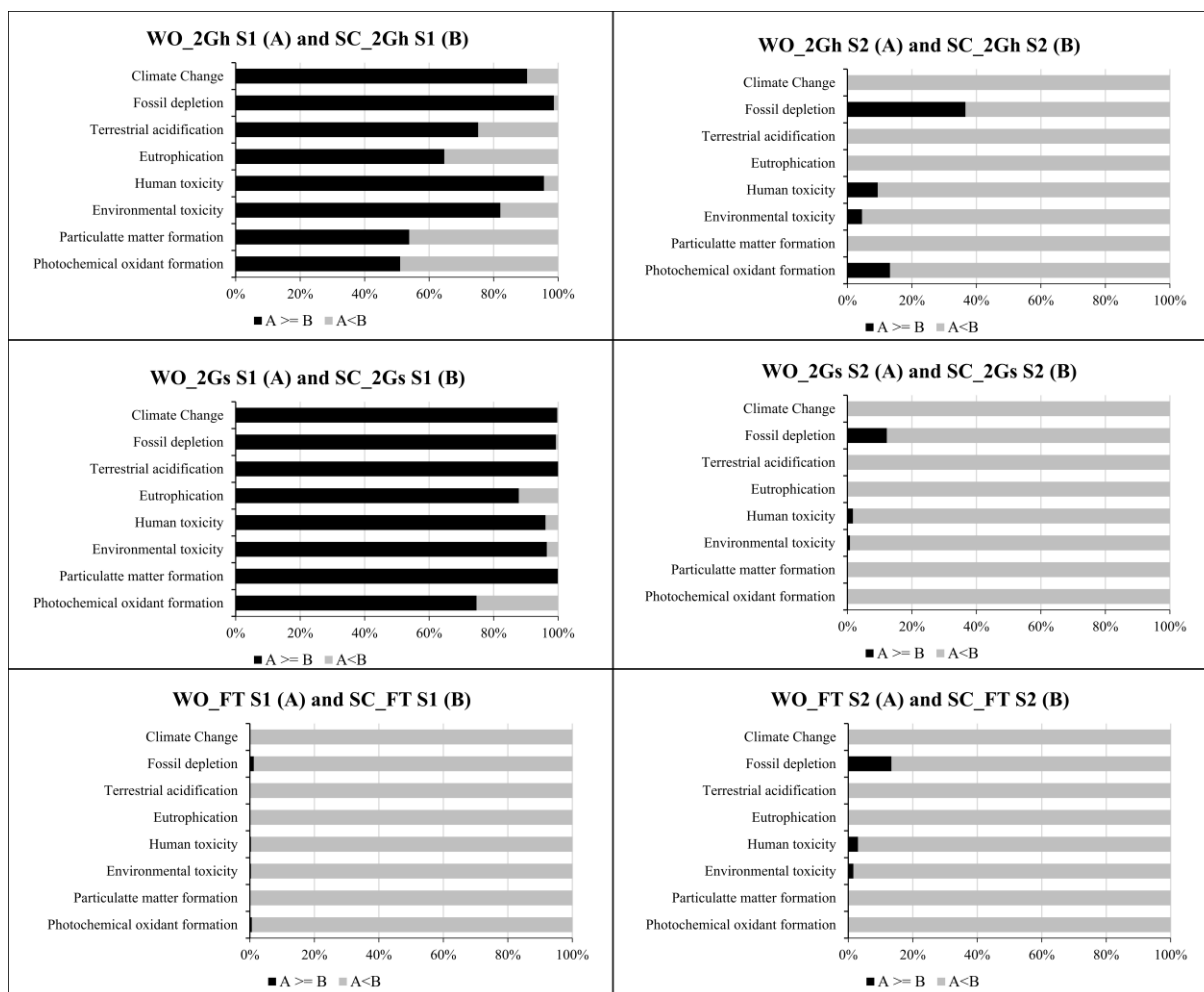 WO_2Gh S1 (A) and SC_2Gh S1 (B)
Climate Change
Fossil depletion
Terrestrial acidification
Eutrophication
Human toxicity
Environmental toxicity
Particulatte matter formation
Photochemical oxidant formation
0% 20% 40% 60% 80% 100%
A >= B A<B
WO_2Gh S2 (A) and SC_2Gh S2 (B)
Climate Change
Fossil depletion
Terrestrial acidification
Eutrophication
Human toxicity
Environmental toxicity
Particulatte matter formation
Photochemical oxidant formation
0% 20% 40% 60% 80% 100%
A >= B A<B
WO_2Gs S1 (A) and SC_2Gs S1 (B)
Climate Change
Fossil depletion
Terrestrial acidification
Eutrophication
Human toxicity
Environmental toxicity
Particulatte matter formation
Photochemical oxidant formation
0% 20% 40% 60% 80% 100%
A >= B A<B
WO_2Gs S2 (A) and SC_2Gs S2 (B)
Climate Change
Fossil depletion
Terrestrial acidification
Eutrophication
Human toxicity
Environmental toxicity
Particulatte matter formation
Photochemical oxidant formation
0% 20% 40% 60% 80% 100%
A >= B A<B
WO_FT S1 (A) and SC_FT S1 (B)
Climate Change
Fossil depletion
Terrestrial acidification
Eutrophication
Human toxicity
Environmental toxicity
Particulatte matter formation
Photochemical oxidant formation
0% 20% 40% 60% 80% 100%
A >= B A<B
WO_FT S2 (A) and SC_FT S2 (B)
Climate Change
Fossil depletion
Terrestrial acidification
Eutrophication
Human toxicity
Environmental toxicity
Particulatte matter formation
Photochemical oxidant formation
0% 20% 40% 60% 80% 100%
A >= B A<B